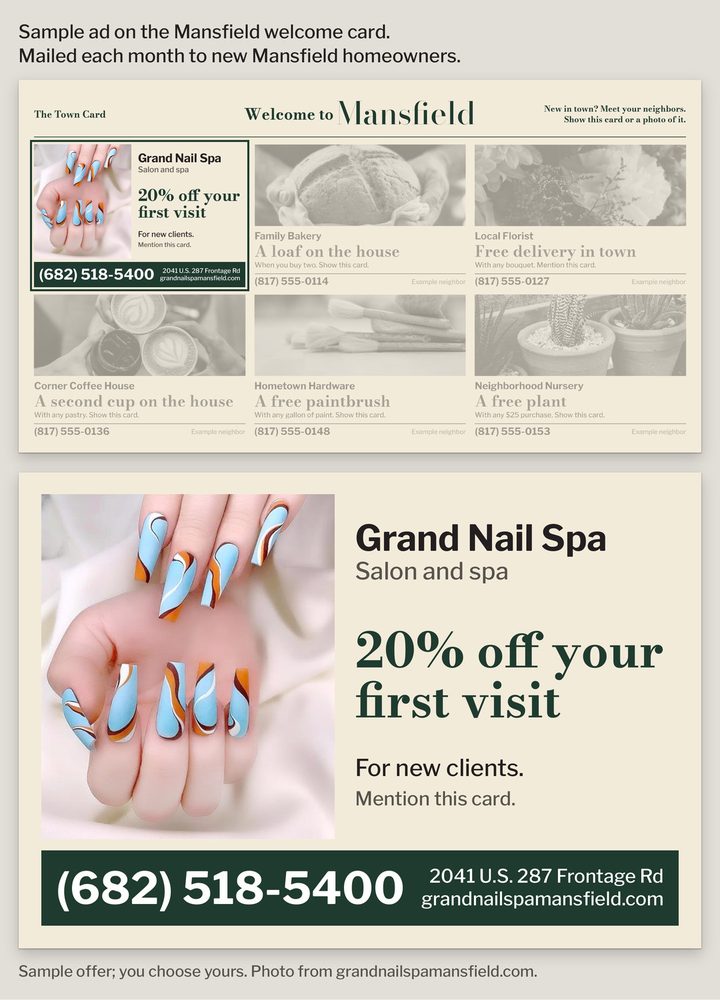 Sample ad on the Mansfield welcome card.
Mailed each month to new Mansfield homeowners.
The Town Card
Welcome to Mansfield
New in town? Meet your neighbors.
Show this card or a photo of it.
Grand Nail Spa
Salon and spa
20% off your
first visit
For new clients.
Mention this card.
(682) 518-5400
2041 U.S. 287 Frontage Rd
grandnailspamansfield.com
Family Bakery
A loaf on the house
When you buy two. Show this card.
(817) 555-0114
Example neighbor
Local Florist
Free delivery in town
With any bouquet. Mention this card.
(817) 555-0127
Example neighbor
Corner Coffee House
A second cup on the house
With any pastry. Show this card.
(817) 555-0136
Example neighbor
Hometown Hardware
A free paintbrush
With any gallon of paint. Show this card.
(817) 555-0148
Example neighbor
Neighborhood Nursery
A free plant
With any $25 purchase. Show this card.
(817) 555-0153
Example neighbor
Grand Nail Spa
Salon and spa
20% off your
first visit
For new clients.
Mention this card.
(682) 518-5400
2041 U.S. 287 Frontage Rd
grandnailspamansfield.com
Sample offer; you choose yours. Photo from grandnailspamansfield.com.